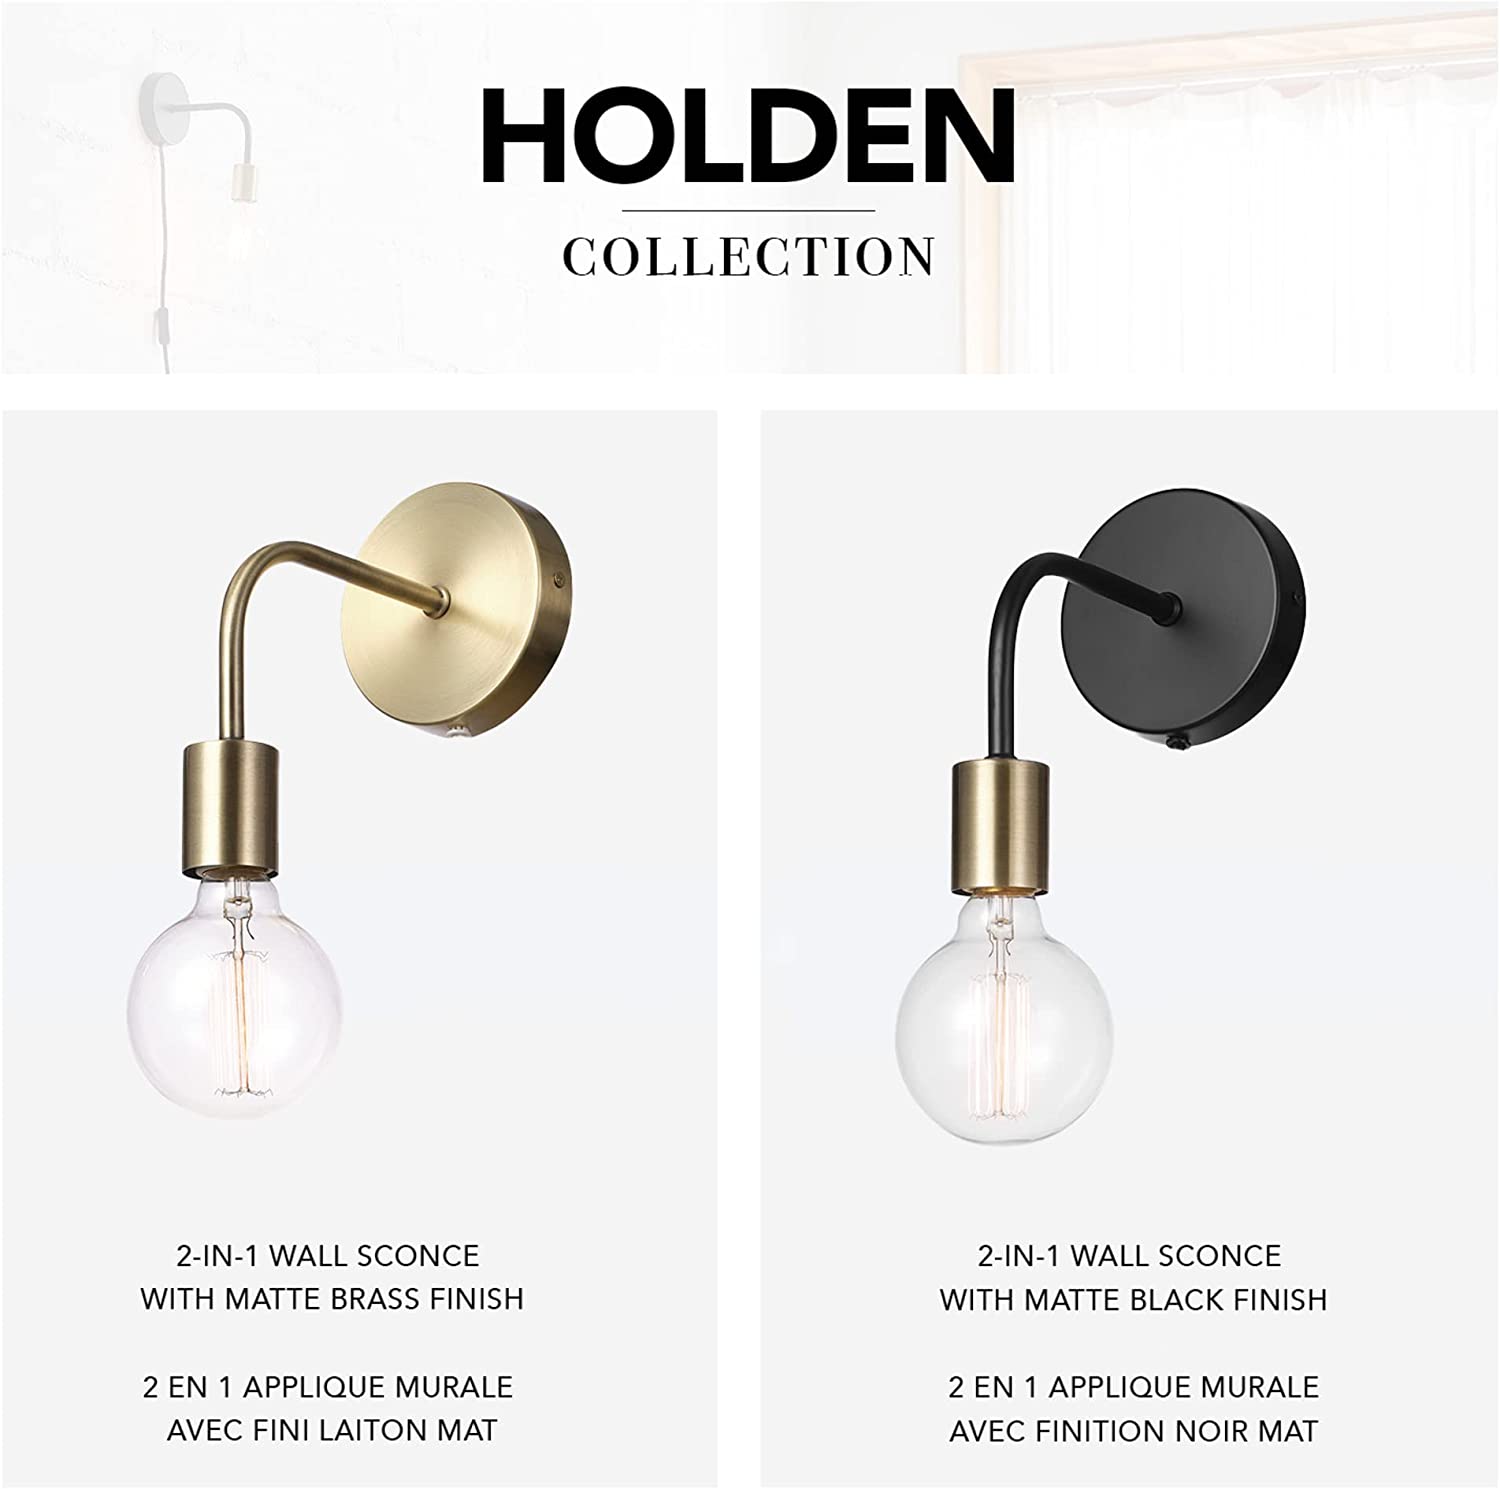 HOLDEN
COLLECTION
2-IN-1 WALL SCONCE
WITH MATTE BRASS FINISH
2 EN 1 APPLIQUE MURALE
AVEC FINI LAITON MAT
2-IN-1 WALL SCONCE
WITH MATTE BLACK FINISH
2 EN 1 APPLIQUE MURALE
AVEC FINITION NOIR MAT